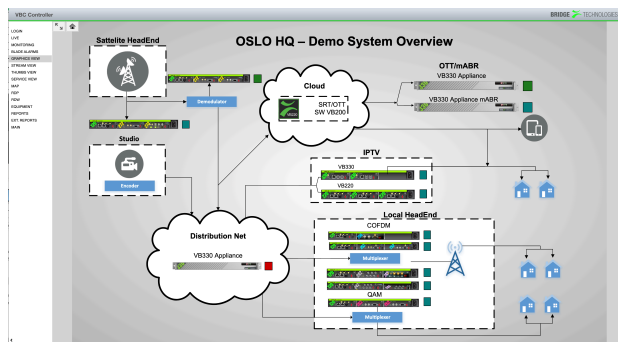 VBC Controller
BRIDGE TECHNOLOGIES
LOGIN
LIVE
MONITORING
BLADE ALARMS
GRAPHICS VIEW
STREAM VIEW
THUMBS VIEW
SERVICE VIEW
MAP
RDP
ROW
EQUIPMENT
REPORTS
EXT. REPORTS
MAIN
OSLO HQ – Demo System Overview
Sattelite HeadEnd
Demodulator
Cloud
SRT/OTT
SW VB200
OTT/mABR
VB330 Appliance
VB330 Appliance mABR
Studio
Encoder
IPTV
VB330
VB220
Distribution Net
VB330 Appliance
Local HeadEnd
COFDM
Multiplexer
QAM
Multiplexer